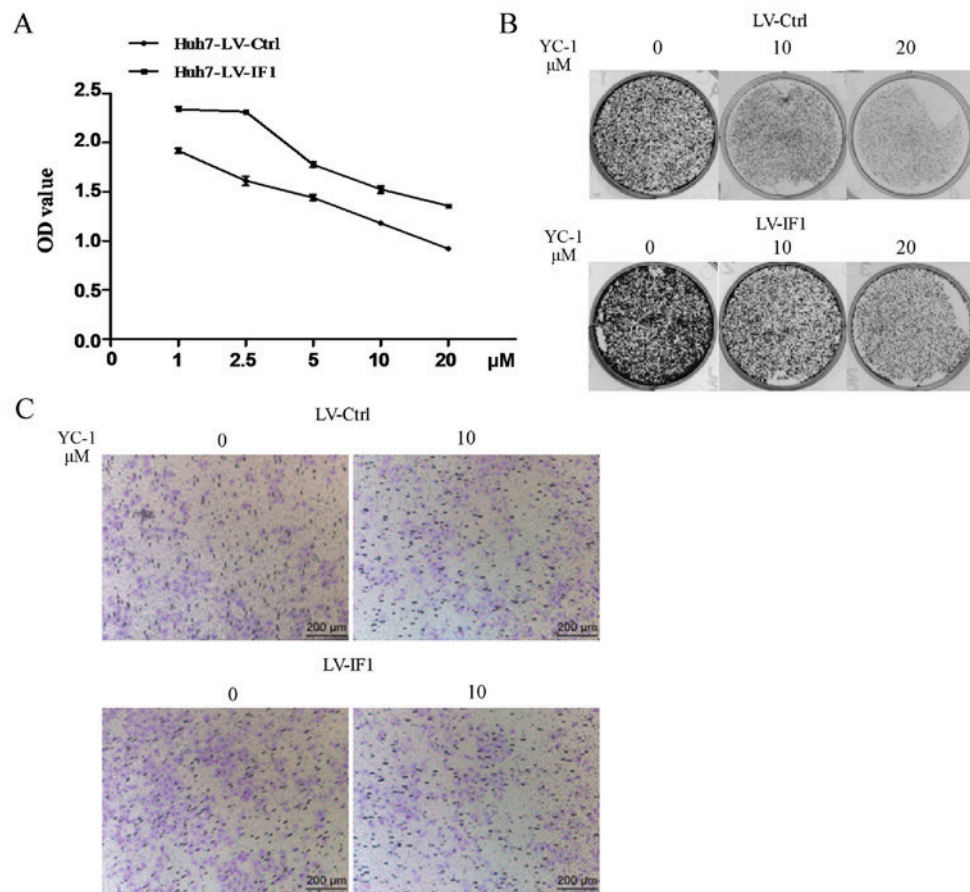 A
Huh7-LV-Ctrl
Huh7-LV-IF1
2.5
2.0
1.5
1.0
0.5
0.0
OD value
0 1 2.5 5 10 20 μM
B
LV-Ctrl
YC-1 0 10 20
μM
LV-IF1
YC-1 0 10 20
μM
C
LV-Ctrl
YC-1 0 10
μM
200 μm 200 μm
LV-IF1
0 10
200 μm 200 μm